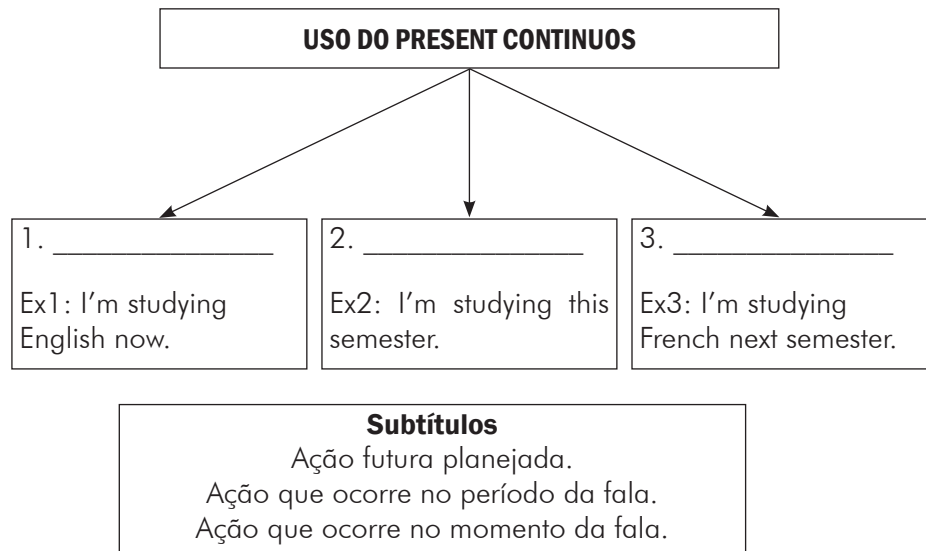 USO DO PRESENT CONTINUOS
1. _______________
Ex1: I'm studying
English now.
2. _______________
Ex2: I'm studying this
semester.
3. _______________
Ex3: I'm studying
French next semester.
Subtítulos
Ação futura planejada.
Ação que ocorre no período da fala.
Ação que ocorre no momento da fala.